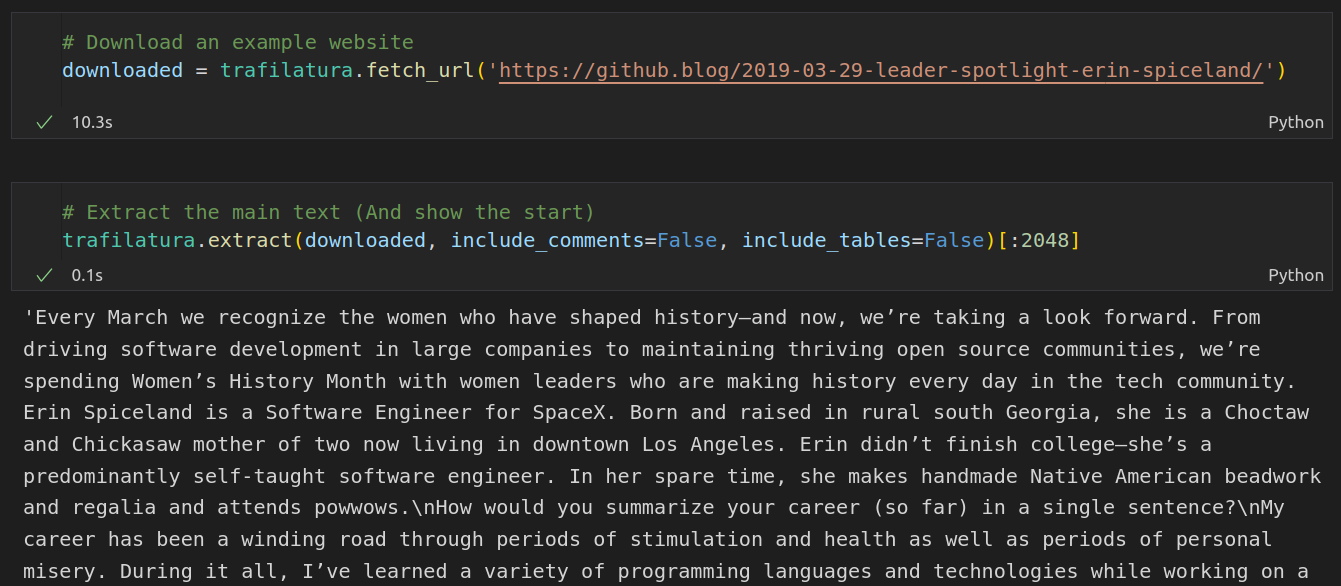 # Download an example website
downloaded = trafilatura.fetch_url('https://github.blog/2019-03-29-leader-spotlight-erin-spiceland/')
10.3s
Python
# Extract the main text (And show the start)
trafilatura.extract(downloaded, include_comments=False, include_tables=False)[:2048]
0.1s
Python
'Every March we recognize the women who have shaped history—and now, we’re taking a look forward. From
driving software development in large companies to maintaining thriving open source communities, we’re
spending Women’s History Month with women leaders who are making history every day in the tech community.
Erin Spiceland is a Software Engineer for SpaceX. Born and raised in rural south Georgia, she is a Choctaw
and Chickasaw mother of two now living in downtown Los Angeles. Erin didn’t finish college—she’s a
predominantly self-taught software engineer. In her spare time, she makes handmade Native American beadwork
and regalia and attends powwows.\nHow would you summarize your career (so far) in a single sentence?\nMy
career has been a winding road through periods of stimulation and health as well as periods of personal
misery. During it all, I’ve learned a variety of programming languages and technologies while working on a